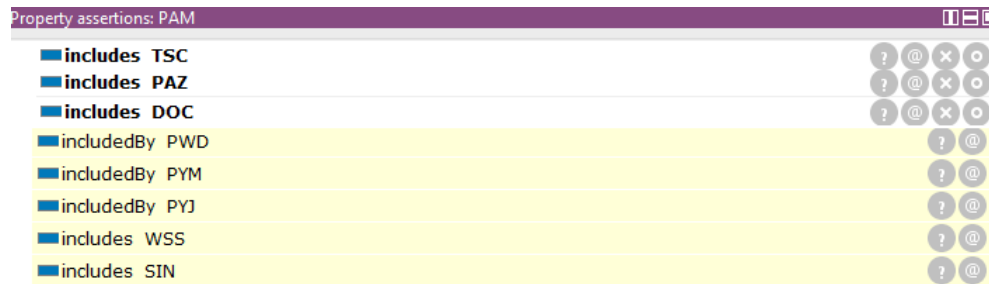 Property assertions: PAM
includes TSC
includes PAZ
includes DOC
includedBy PWD
includedBy PYM
includedBy PYJ
includes WSS
includes SIN